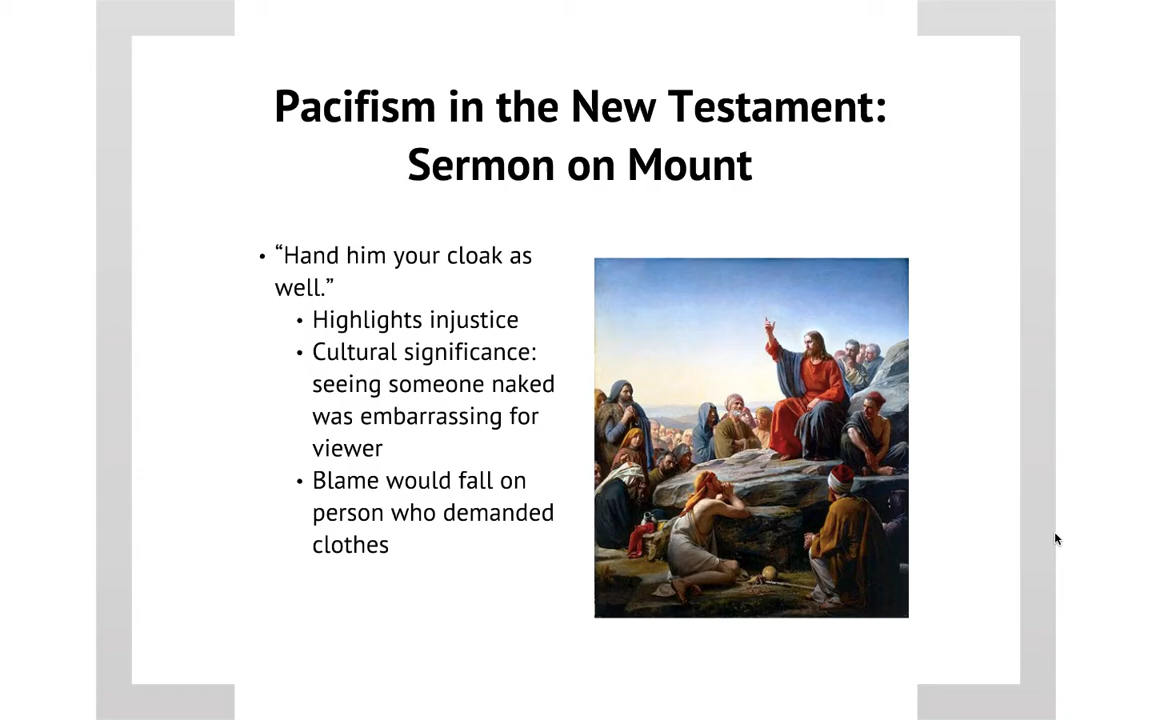 Pacifism in the New Testament:
Sermon on Mount
• “Hand him your cloak as
well.”
• Highlights injustice
• Cultural significance:
seeing someone naked
was embarrassing for
viewer
• Blame would fall on
person who demanded
clothes